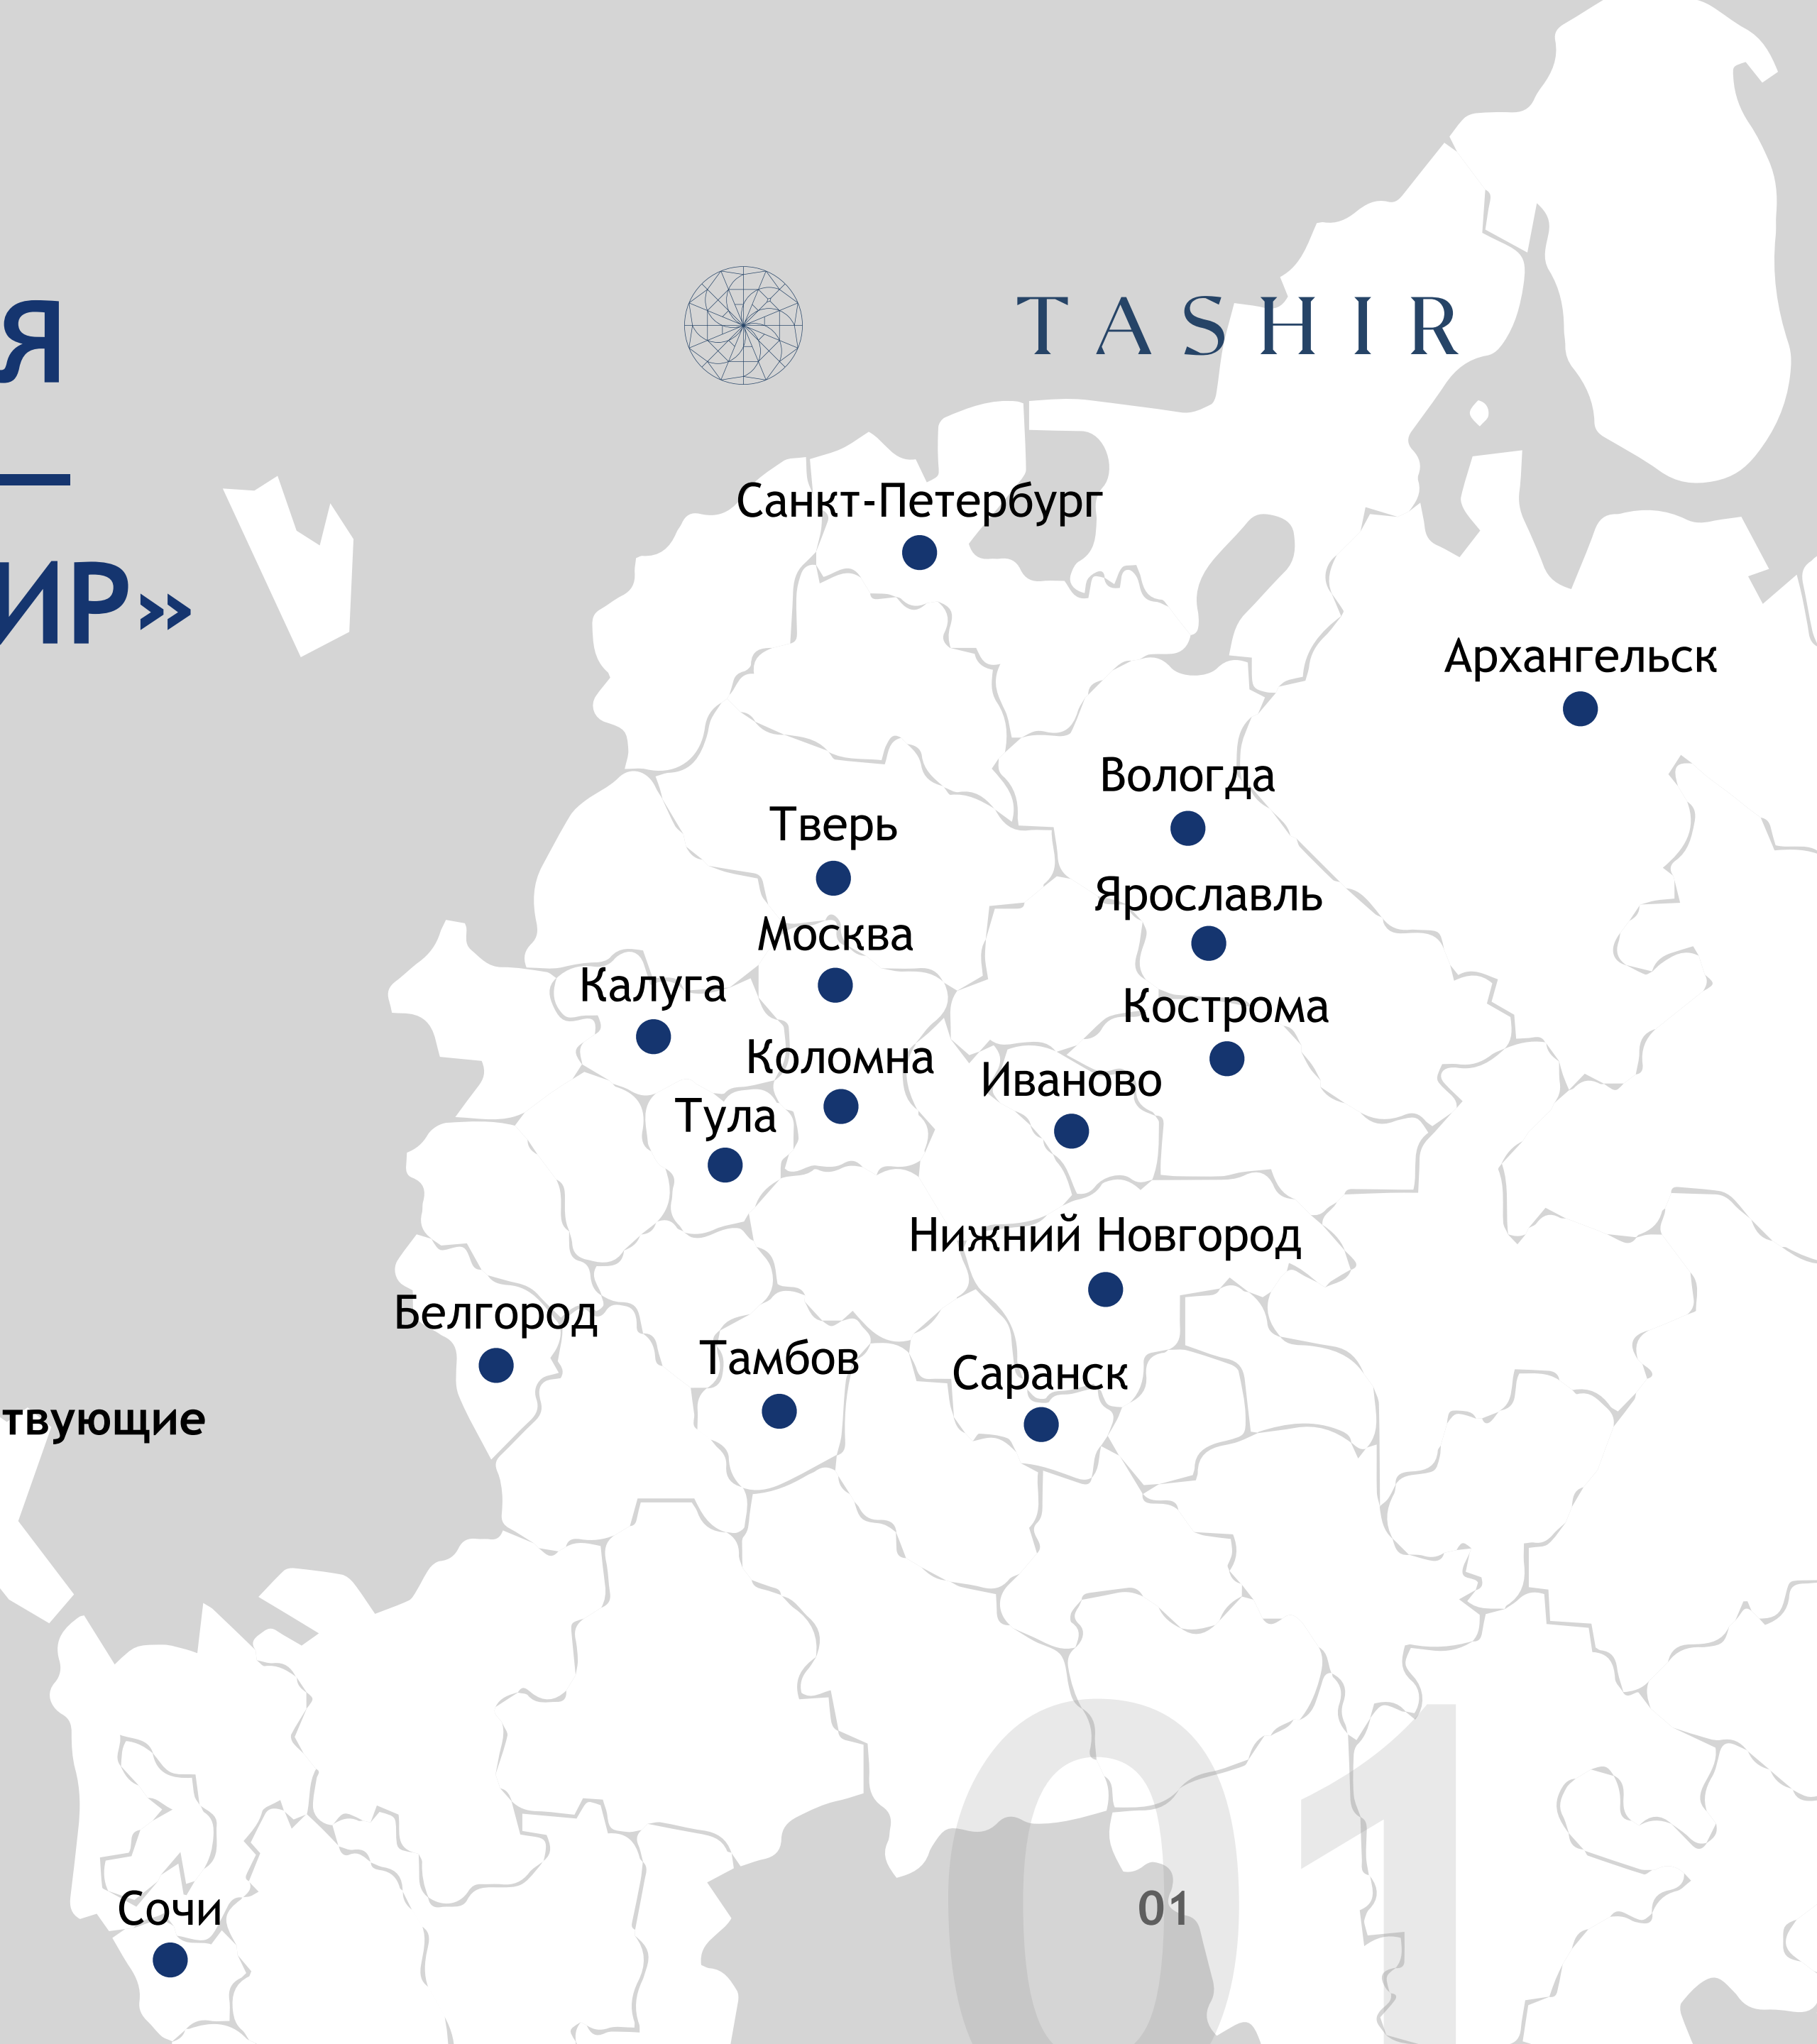 Я
TASHIR
Санкт-Петербург
ИР»
Архангельск
Вологда
Тверь
Ярославль
Москва
Калуга
Кострома
Коломна
Иваново
Тула
Нижний Новгород
Белгород
Тамбов
Саранск
твующие
01
01
Сочи